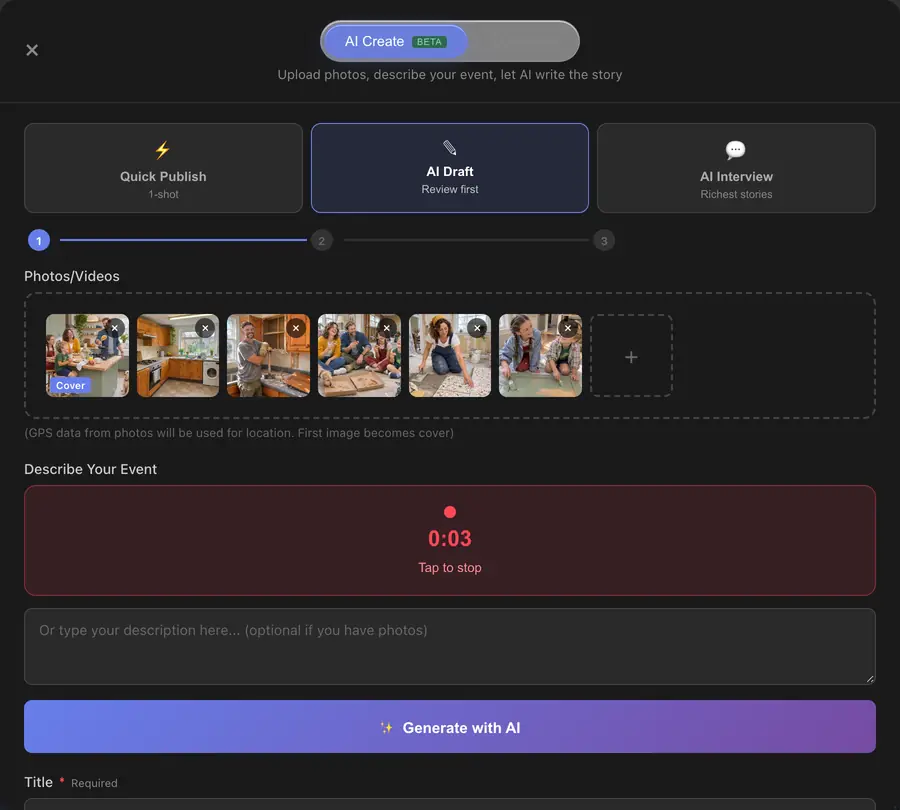 AI Create BETA
Upload photos, describe your event, let AI write the story
Quick Publish
1-shot
AI Draft
Review first
AI Interview
Richest stories
1
2
3
Photos/Videos
Cover
(GPS data from photos will be used for location. First image becomes cover)
Describe Your Event
0:03
Tap to stop
Or type your description here... (optional if you have photos)
Generate with AI
Title * Required